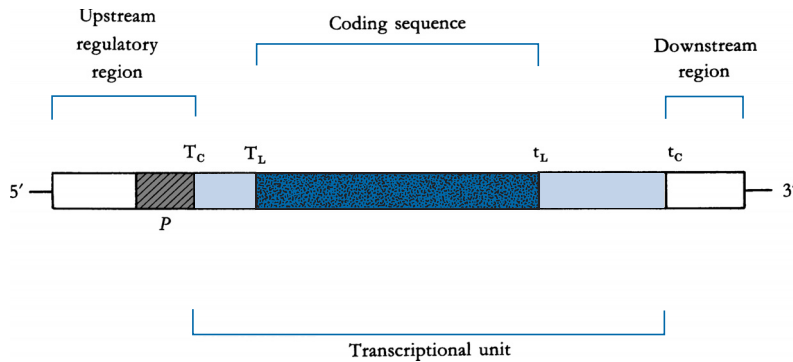 Upstream
regulatory
region
Coding sequence
Downstream
region
T_C T_L t_L t_C
5′ 3′
P
Transcriptional unit